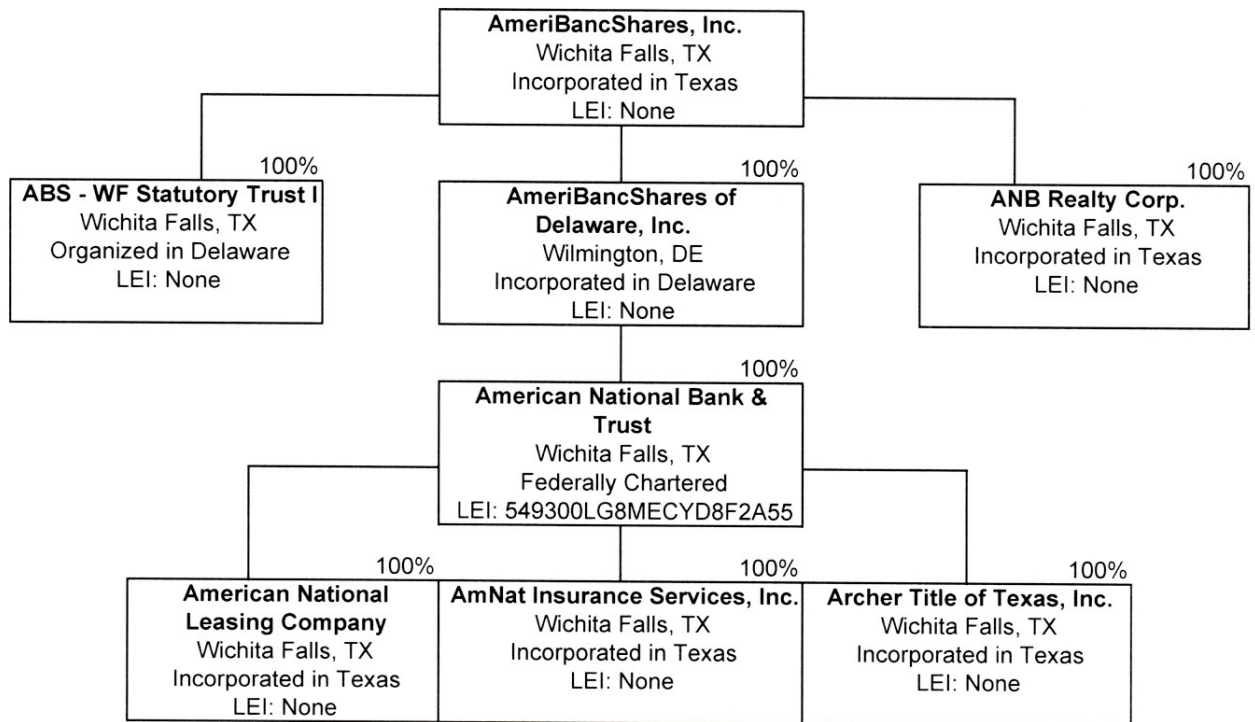 AmeriBancShares, Inc.
Wichita Falls, TX
Incorporated in Texas
LEI: None
100%
ABS - WF Statutory Trust I
Wichita Falls, TX
Organized in Delaware
LEI: None
100%
AmeriBancShares of
Delaware, Inc.
Wilmington, DE
Incorporated in Delaware
LEI: None
100%
ANB Realty Corp.
Wichita Falls, TX
Incorporated in Texas
LEI: None
100%
American National Bank &
Trust
Wichita Falls, TX
Federally Chartered
LEI: 549300LG8MECYD8F2A55
100%
American National
Leasing Company
Wichita Falls, TX
Incorporated in Texas
LEI: None
100%
AmNat Insurance Services, Inc.
Wichita Falls, TX
Incorporated in Texas
LEI: None
100%
Archer Title of Texas, Inc.
Wichita Falls, TX
Incorporated in Texas
LEI: None